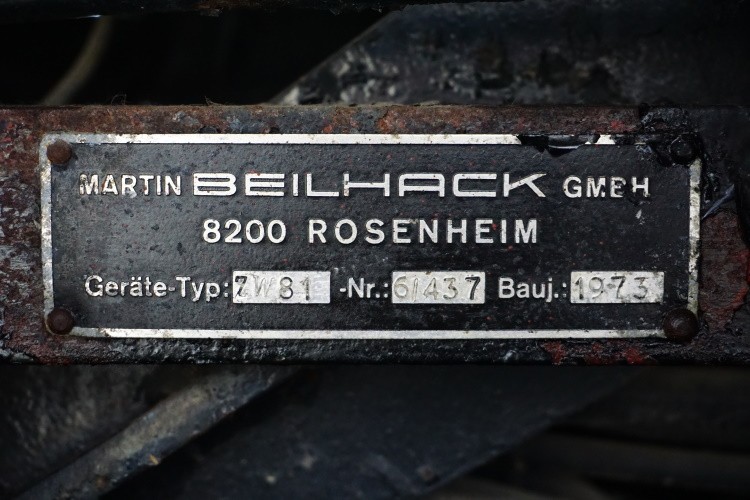 MARTIN BEILHACK GMBH
8200 ROSENHEIM
Geräte-Typ: ZW81 -Nr.: 61437 Bauj.: 1973